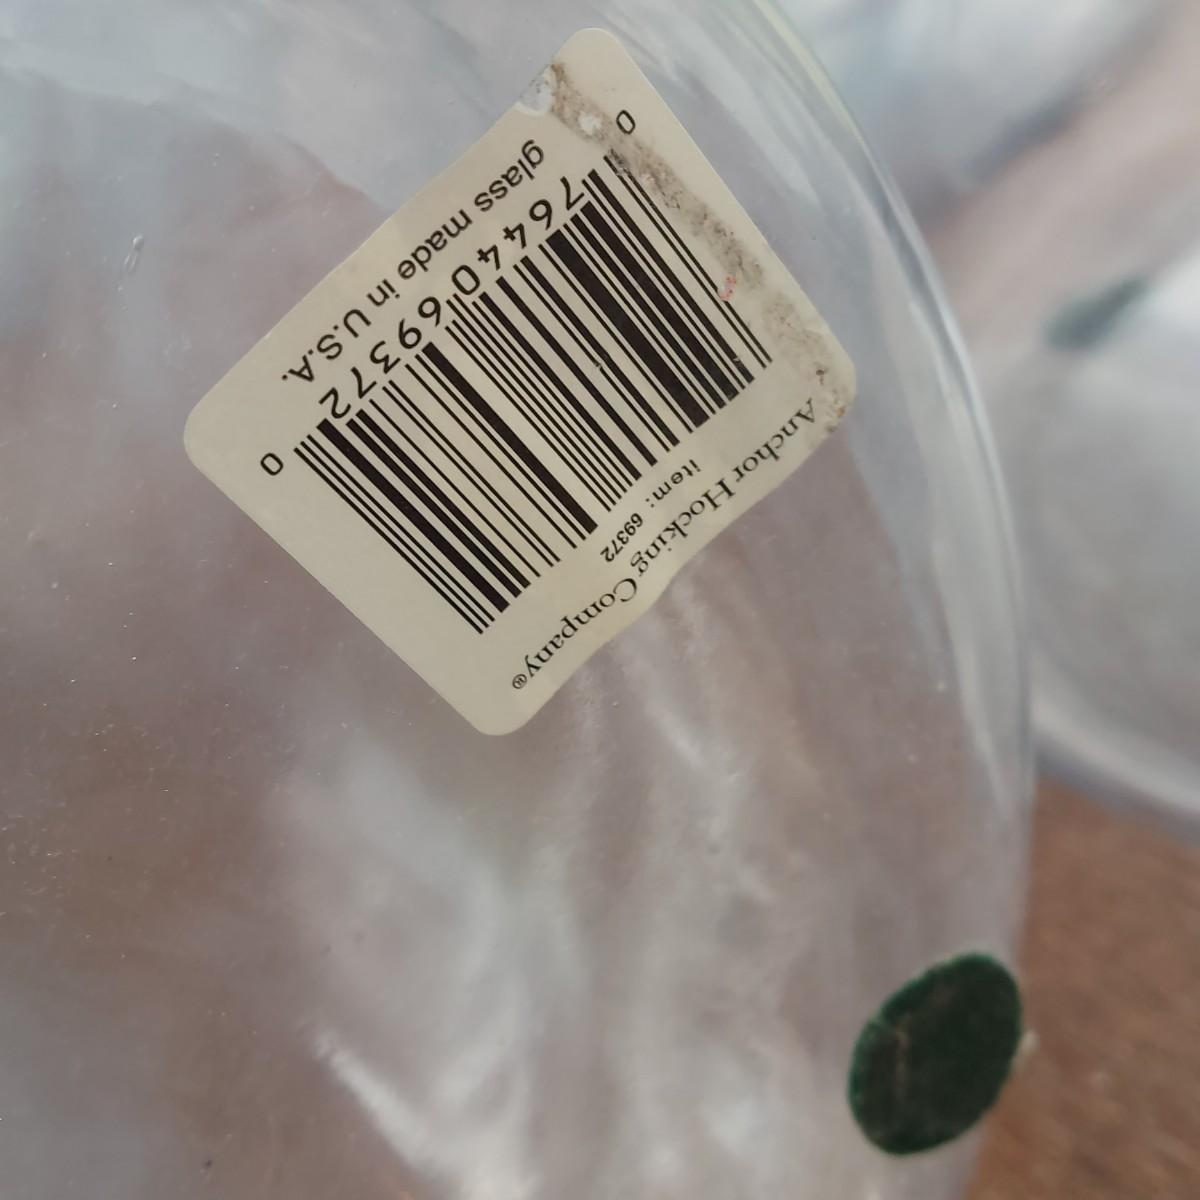 Anchor Hocking Company®
item: 69372
0 76440 69372 0
glass made in U.S.A.